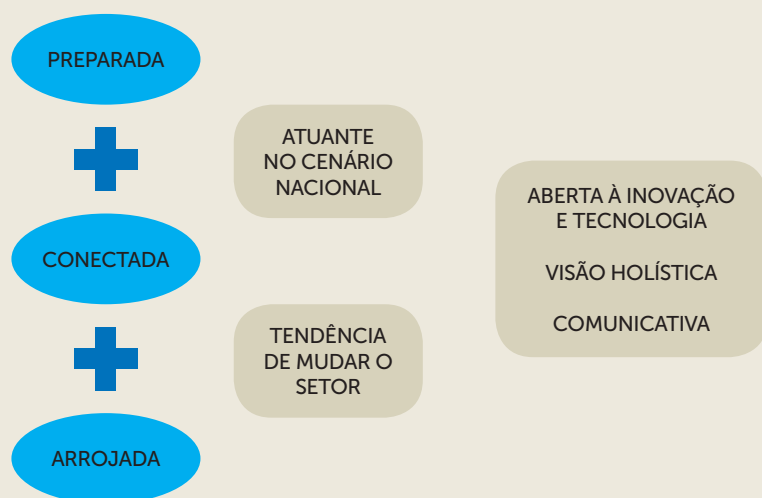 PREPARADA
CONECTADA
ARROJADA
ATUANTE
NO CENÁRIO
NACIONAL
TENDÊNCIA
DE MUDAR O
SETOR
ABERTA À INOVAÇÃO
E TECNOLOGIA
VISÃO HOLÍSTICA
COMUNICATIVA